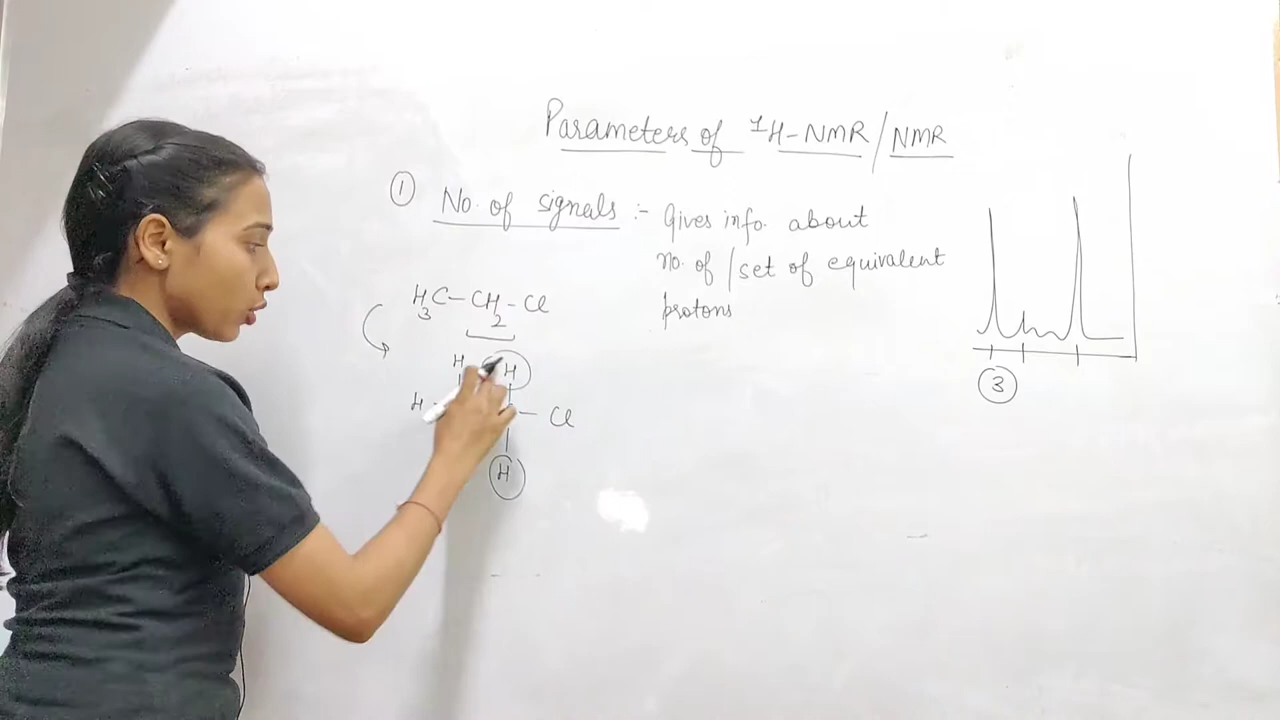 Parameters of ¹H-NMR/NMR
① No. of signals :- Gives info. about
no. of / set of equivalent
protons
H₃C-CH₂-Cl
H H
H - Cl
H
③